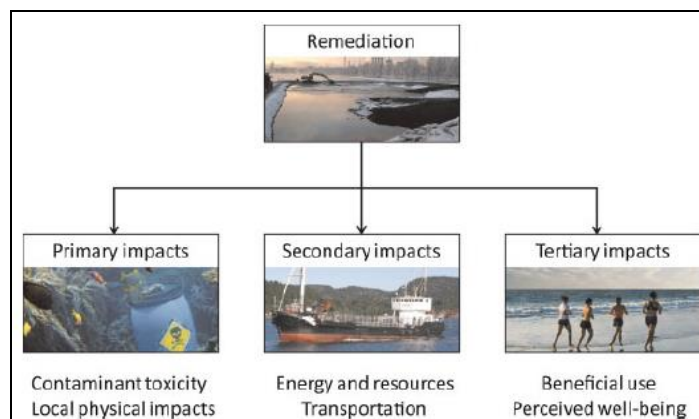 Remediation
Primary impacts
Secondary impacts
Tertiary impacts
Contaminant toxicity
Local physical impacts
Energy and resources
Transportation
Beneficial use
Perceived well-being